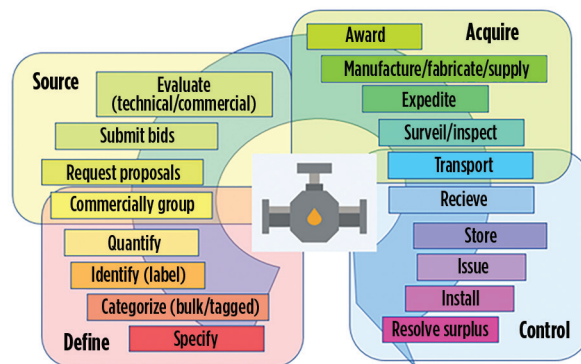 Source
Evaluate
(technical/commercial)
Submit bids
Request proposals
Commercially group
Quantify
Identify (label)
Categorize (bulk/tagged)
Define
Specify
Award
Acquire
Manufacture/fabricate/supply
Expedite
Surveil/inspect
Transport
Recieve
Store
Issue
Install
Resolve surplus
Control